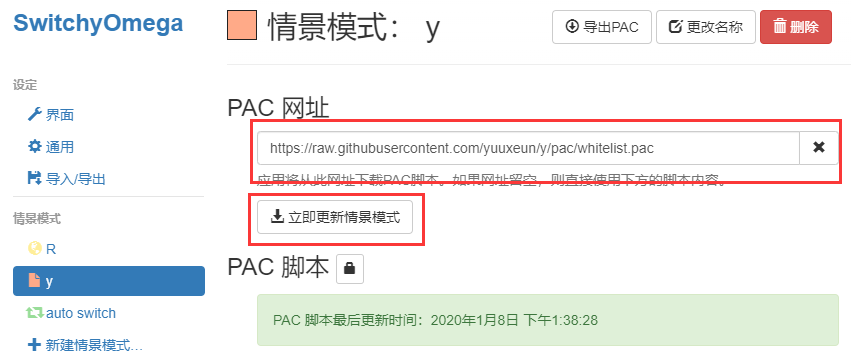 SwitchyOmega
设定
界面
通用
导入/导出
情景模式
R
y
auto switch
新建情景模式...
情景模式： y
导出PAC
更改名称
删除
PAC 网址
https://raw.githubusercontent.com/yuuxeun/y/pac/whitelist.pac
应用将从此网址下载PAC脚本。如果网址留空，则直接使用下方的脚本内容。
立即更新情景模式
PAC 脚本
PAC 脚本最后更新时间：2020年1月8日 下午1:38:28